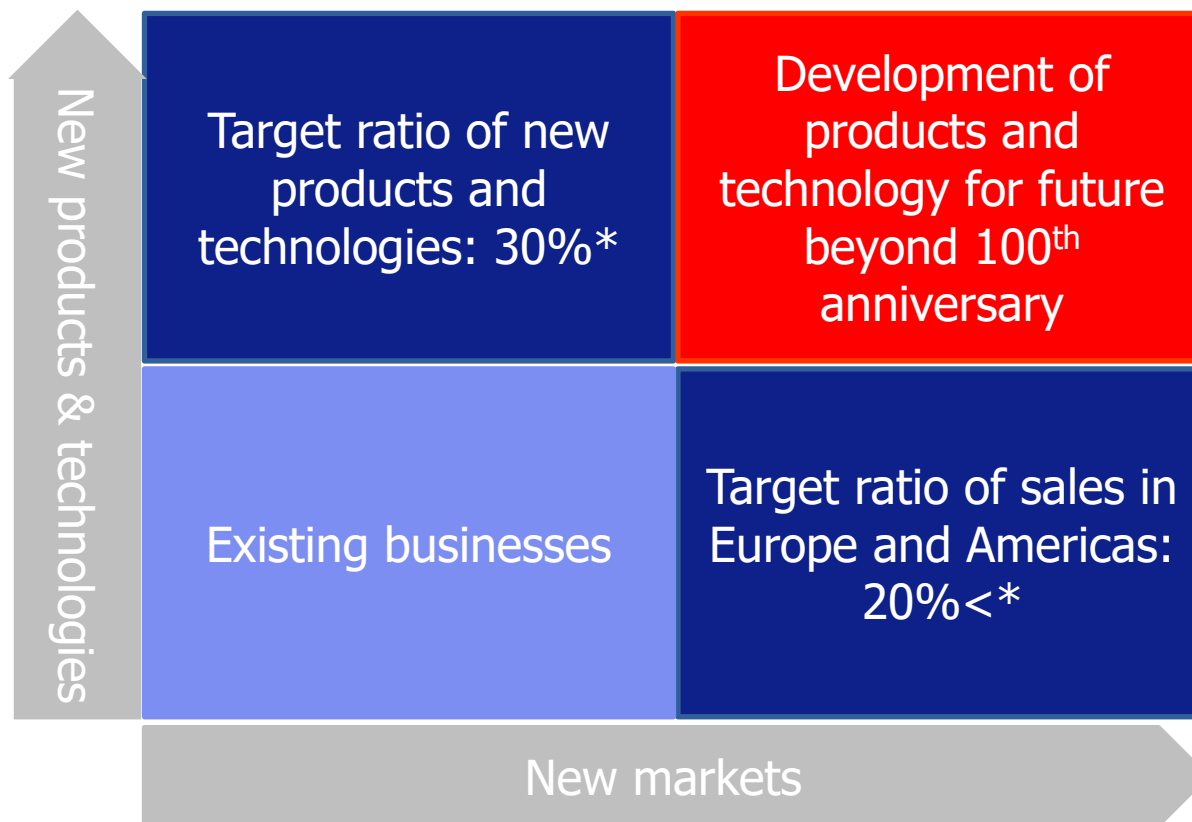 New products & technologies
Target ratio of new
products and
technologies: 30%*
Development of
products and
technology for future
beyond 100th
anniversary
Existing businesses
Target ratio of sales in
Europe and Americas:
20%<*
New markets